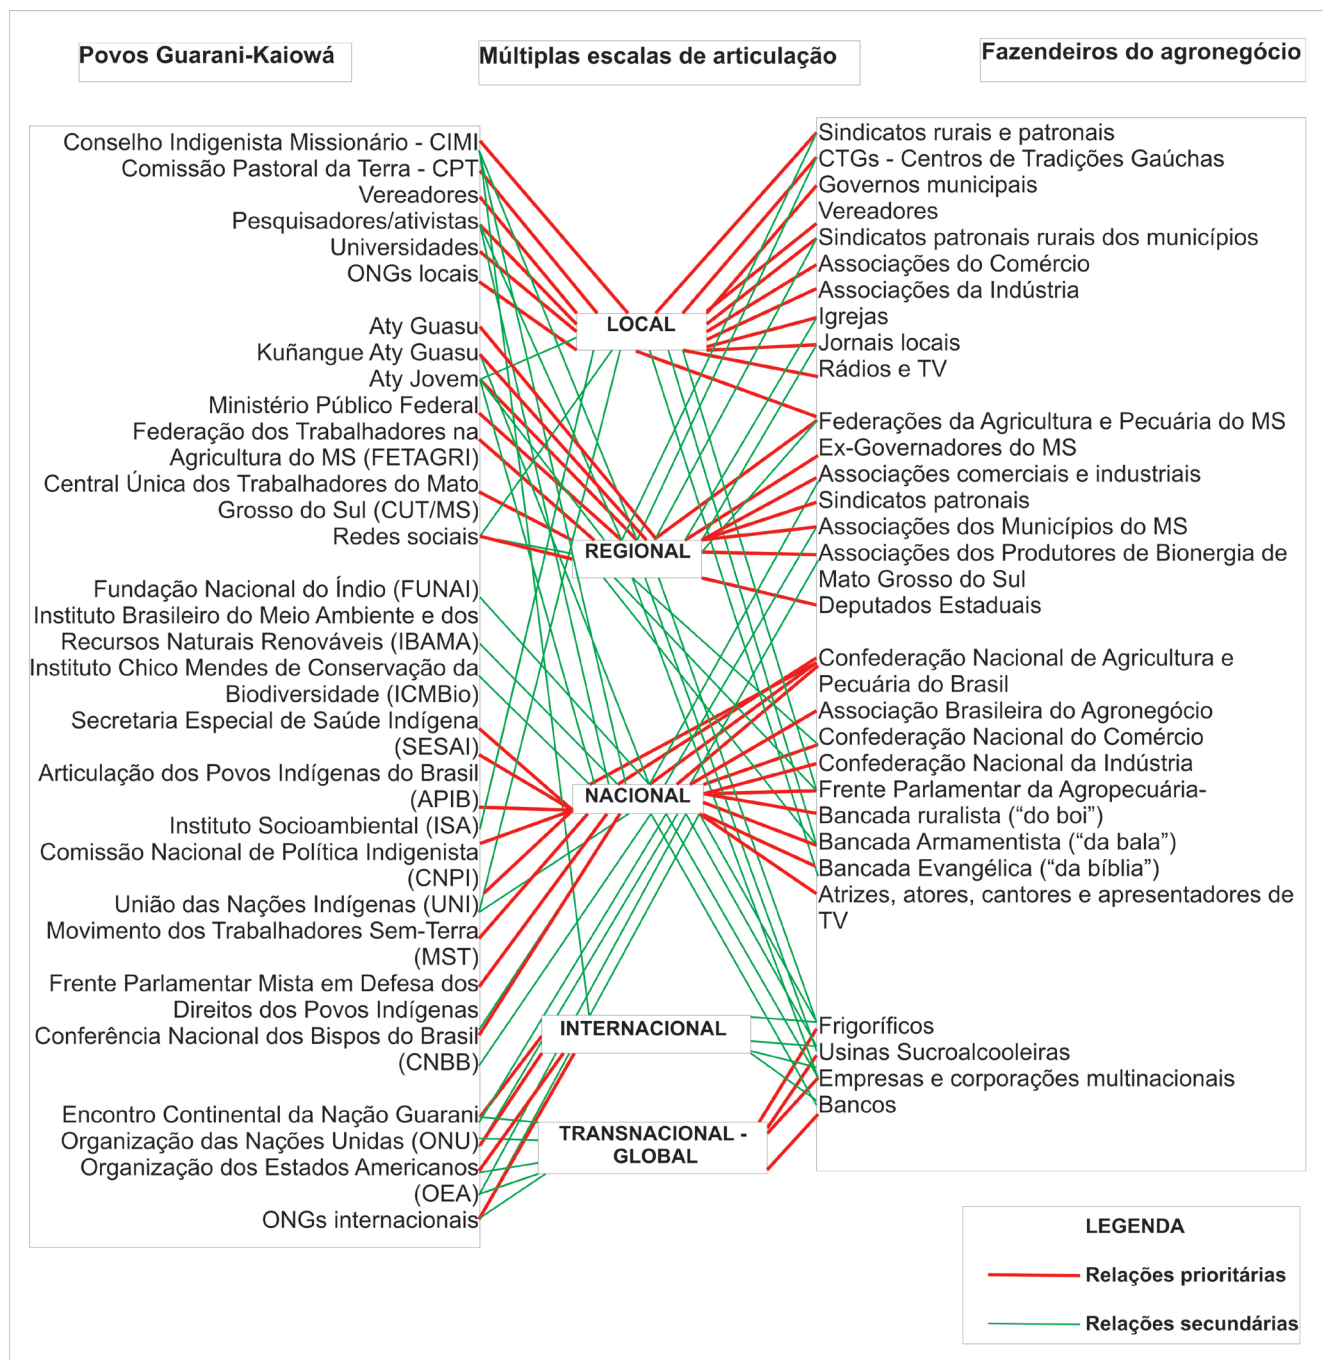 Povos Guarani-Kaiowá
Múltiplas escalas de articulação
Fazendeiros do agronegócio
Conselho Indigenista Missionário - CIMI
Comissão Pastoral da Terra - CPT
Vereadores
Pesquisadores/ativistas
Universidades
ONGs locais
Aty Guasu
Kuñangue Aty Guasu
Aty Jovem
Ministério Público Federal
Federação dos Trabalhadores na
Agricultura do MS (FETAGRI)
Central Única dos Trabalhadores do Mato
Grosso do Sul (CUT/MS)
Redes sociais
Fundação Nacional do Índio (FUNAI)
Instituto Brasileiro do Meio Ambiente e dos
Recursos Naturais Renováveis (IBAMA)
Instituto Chico Mendes de Conservação da
Biodiversidade (ICMBio)
Secretaria Especial de Saúde Indígena
(SESAI)
Articulação dos Povos Indígenas do Brasil
(APIB)
Instituto Socioambiental (ISA)
Comissão Nacional de Política Indigenista
(CNPI)
União das Nações Indígenas (UNI)
Movimento dos Trabalhadores Sem-Terra
(MST)
Frente Parlamentar Mista em Defesa dos
Direitos dos Povos Indígenas
Conferência Nacional dos Bispos do Brasil
(CNBB)
Encontro Continental da Nação Guarani
Organização das Nações Unidas (ONU)
Organização dos Estados Americanos
(OEA)
ONGs internacionais
LOCAL
REGIONAL
NACIONAL
INTERNACIONAL
TRANSNACIONAL -
GLOBAL
Sindicatos rurais e patronais
CTGs - Centros de Tradições Gaúchas
Governos municipais
Vereadores
Sindicatos patronais rurais dos municípios
Associações do Comércio
Associações da Indústria
Igrejas
Jornais locais
Rádios e TV
Federações da Agricultura e Pecuária do MS
Ex-Governadores do MS
Associações comerciais e industriais
Sindicatos patronais
Associações dos Municípios do MS
Associações dos Produtores de Bionergia de
Mato Grosso do Sul
Deputados Estaduais
Confederação Nacional de Agricultura e
Pecuária do Brasil
Associação Brasileira do Agronegócio
Confederação Nacional do Comércio
Confederação Nacional da Indústria
Frente Parlamentar da Agropecuária-
Bancada ruralista (“do boi”)
Bancada Armamentista (“da bala”)
Bancada Evangélica (“da bíblia”)
Atrizes, atores, cantores e apresentadores de
TV
Frigoríficos
Usinas Sucroalcooleiras
Empresas e corporações multinacionais
Bancos
LEGENDA
Relações prioritárias
Relações secundárias